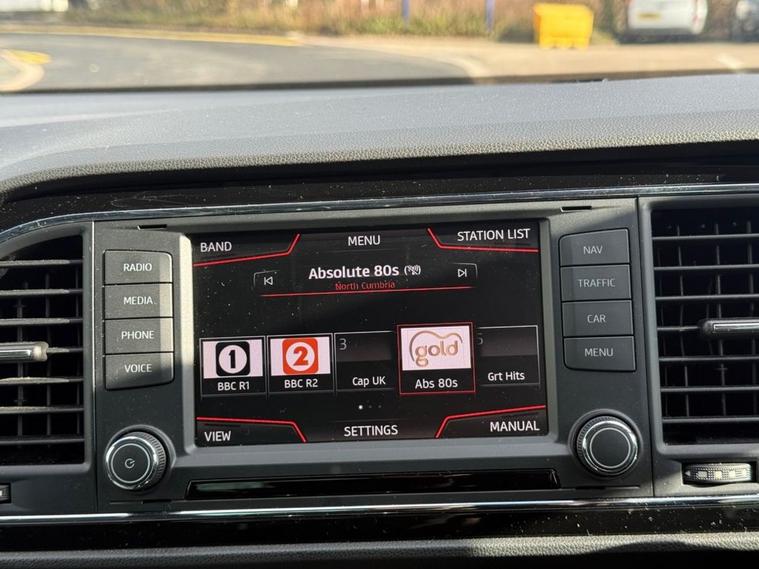 BAND
MENU
STATION LIST
Absolute 80s
North Cumbria
1
BBC R1
2
BBC R2
3
Cap UK
gold
Abs 80s
Grt Hits
VIEW
SETTINGS
MANUAL
RADIO
MEDIA
PHONE
VOICE
NAV
TRAFFIC
CAR
MENU